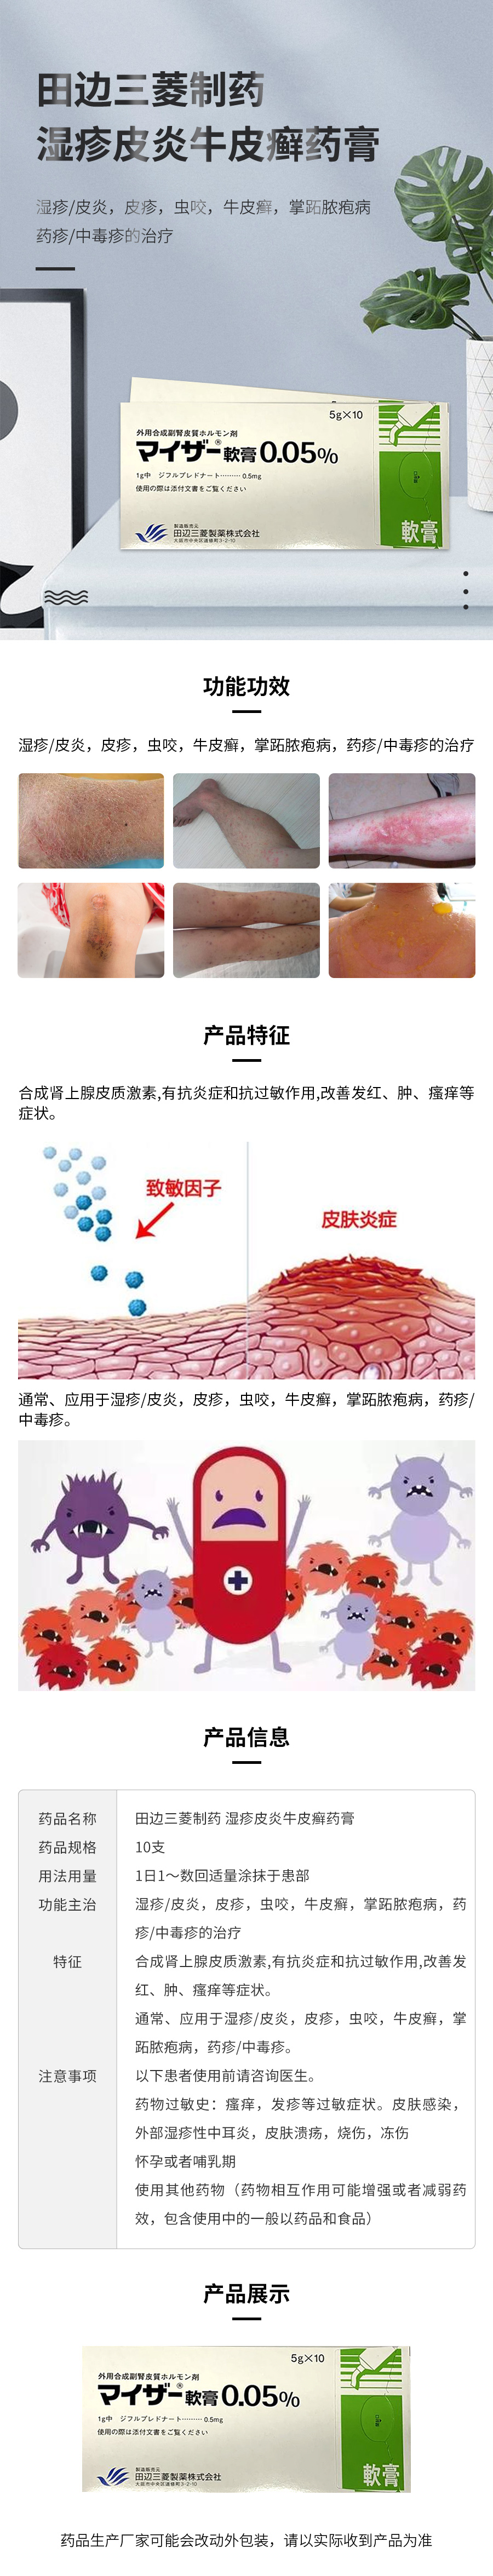 田边三菱制药
湿疹皮炎牛皮癣药膏
湿疹/皮炎，皮疹，虫咬，牛皮癣，掌跖脓疱病
药疹/中毒疹的治疗
5g×10
外用合成副腎皮質ホルモン剤
マイザー®軟膏0.05%
1g中 ジフルプレドナート……… 0.5mg
使用の際は添付文書をご覧ください
製造販売元
田辺三菱製薬株式会社
大阪市中央区道修町3-2-10
軟膏
功能功效
湿疹/皮炎，皮疹，虫咬，牛皮癣，掌跖脓疱病，药疹/中毒疹的治疗
产品特征
合成肾上腺皮质激素,有抗炎症和抗过敏作用,改善发红、肿、瘙痒等
症状。
致敏因子
皮肤炎症
通常、应用于湿疹/皮炎，皮疹，虫咬，牛皮癣，掌跖脓疱病，药疹/
中毒疹。
产品信息
药品名称 田边三菱制药 湿疹皮炎牛皮癣药膏
药品规格 10支
用法用量 1日1～数回适量涂抹于患部
功能主治 湿疹/皮炎，皮疹，虫咬，牛皮癣，掌跖脓疱病，药
疹/中毒疹的治疗
特征 合成肾上腺皮质激素,有抗炎症和抗过敏作用,改善发
红、肿、瘙痒等症状。
通常、应用于湿疹/皮炎，皮疹，虫咬，牛皮癣，掌
跖脓疱病，药疹/中毒疹。
注意事项 以下患者使用前请咨询医生。
药物过敏史：瘙痒，发疹等过敏症状。皮肤感染，
外部湿疹性中耳炎，皮肤溃疡，烧伤，冻伤
怀孕或者哺乳期
使用其他药物（药物相互作用可能增强或者减弱药
效，包含使用中的一般以药品和食品）
产品展示
5g×10
外用合成副腎皮質ホルモン剤
マイザー®軟膏0.05%
1g中 ジフルプレドナート……… 0.5mg
使用の際は添付文書をご覧ください
製造販売元
田辺三菱製薬株式会社
大阪市中央区道修町3-2-10
軟膏
药品生产厂家可能会改动外包装，请以实际收到产品为准